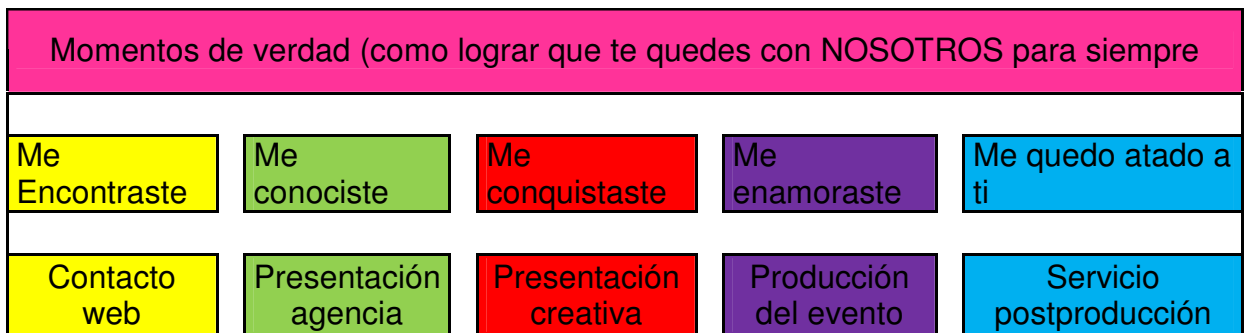 Momentos de verdad (como lograr que te quedes con NOSOTROS para siempre
Me
Encontraste
Me
conociste
Me
conquistaste
Me
enamoraste
Me quedo atado a
ti
Contacto
web
Presentación
agencia
Presentación
creativa
Producción
del evento
Servicio
postproducción